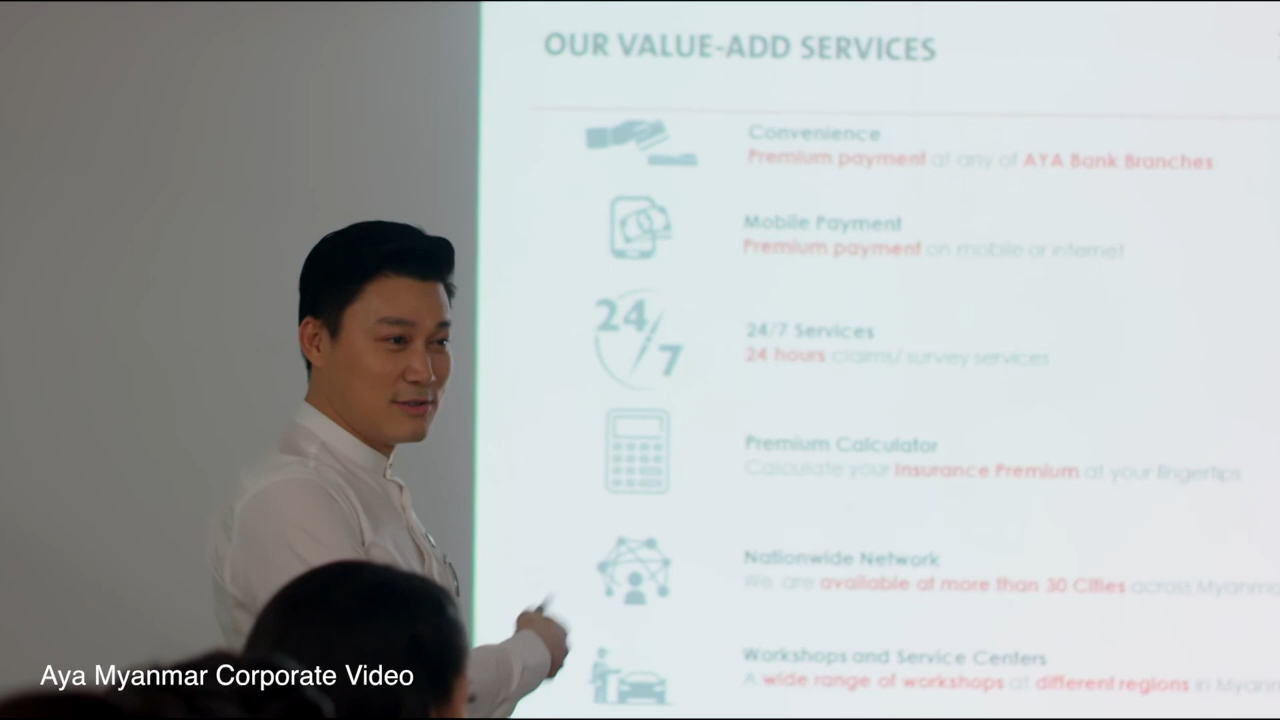 OUR VALUE-ADD SERVICES
Convenience
Premium payment at any of AYA Bank Branches
Mobile Payment
Premium payment on mobile or internet
24/7
24/7 Services
24 hours claims/ survey services
Premium Calculator
Calculate your Insurance Premium at your fingertips
Nationwide Network
We are available at more than 30 Cities across
Workshops and Service Centers
A wide range of workshops at different regions in
Aya Myanmar Corporate Video